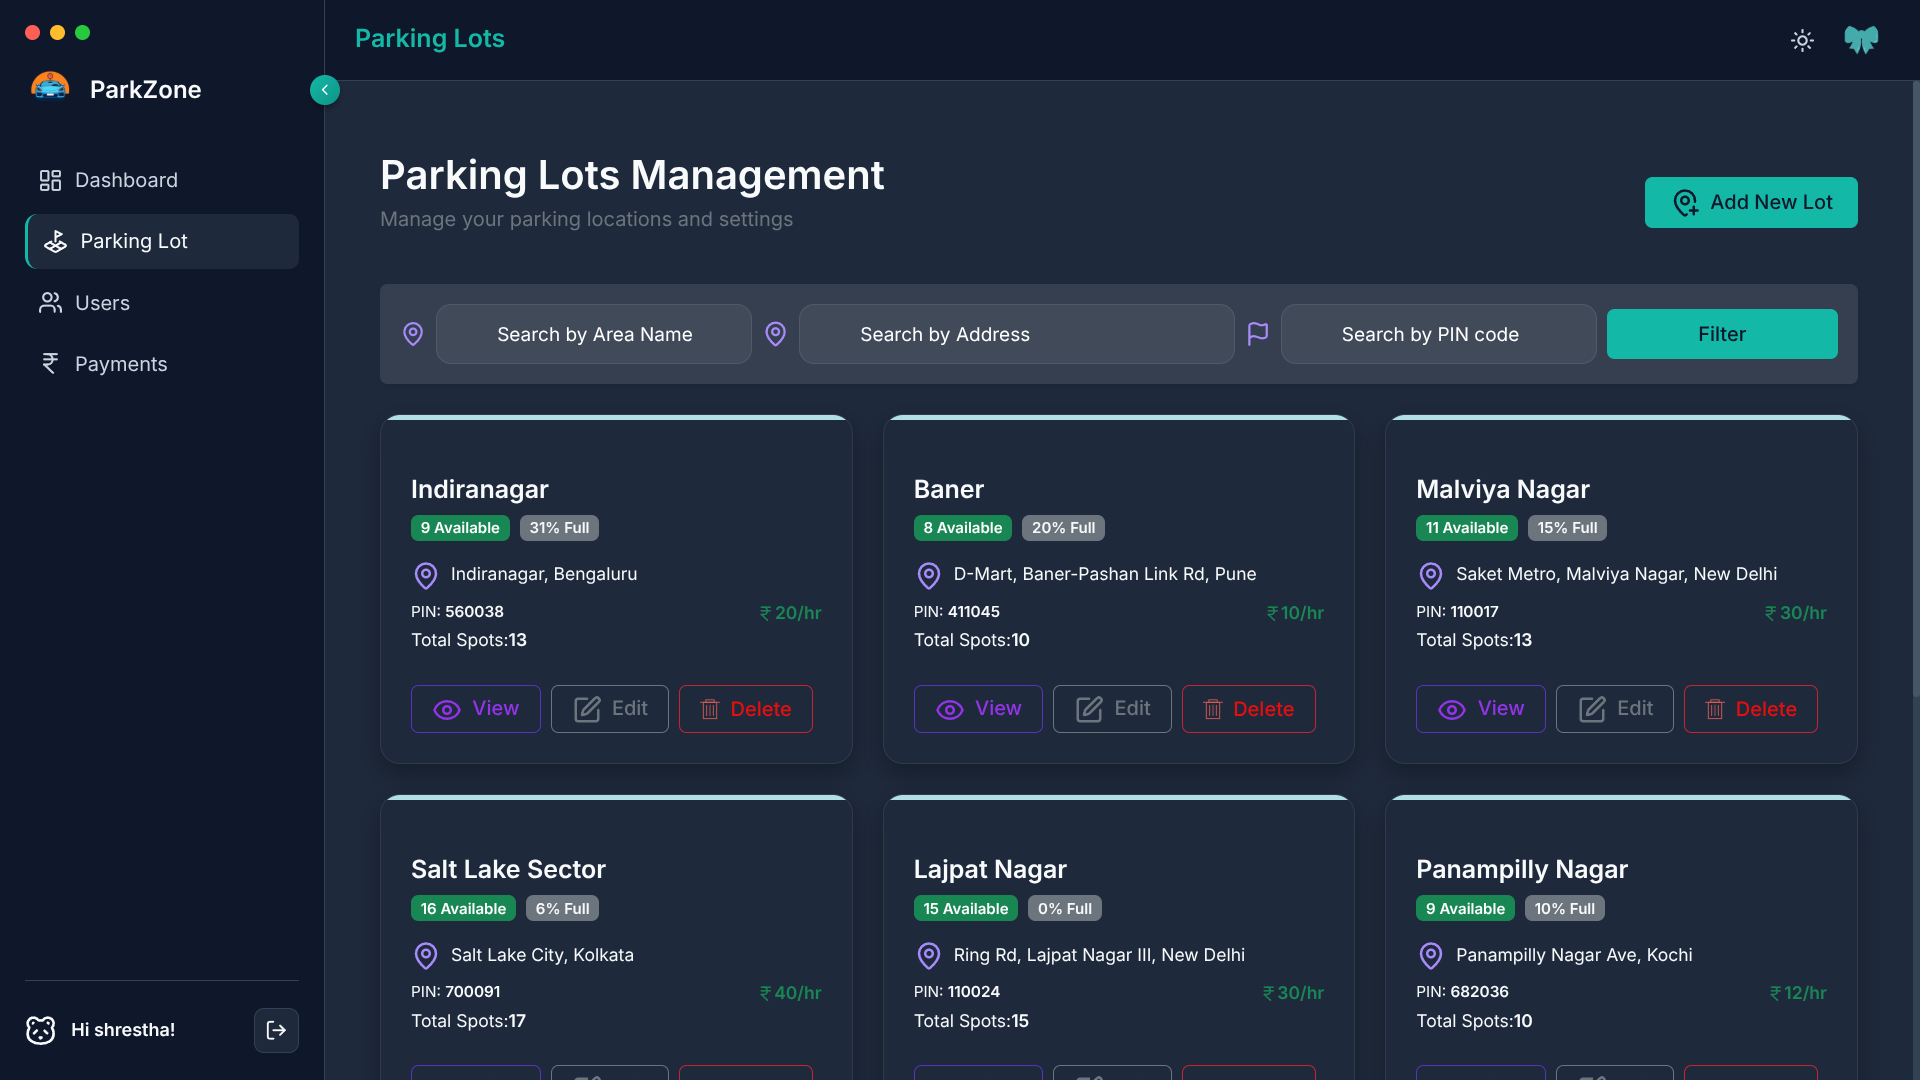 Parking Lots
ParkZone
Dashboard
Parking Lot
Users
Payments
Hi shrestha!
Parking Lots Management
Manage your parking locations and settings
Add New Lot
Search by Area Name
Search by Address
Search by PIN code
Filter
Indiranagar
9 Available
31% Full
Indiranagar, Bengaluru
PIN: 560038
₹ 20/hr
Total Spots:13
View
Edit
Delete
Baner
8 Available
20% Full
D-Mart, Baner-Pashan Link Rd, Pune
PIN: 411045
₹ 10/hr
Total Spots:10
View
Edit
Delete
Malviya Nagar
11 Available
15% Full
Saket Metro, Malviya Nagar, New Delhi
PIN: 110017
₹ 30/hr
Total Spots:13
View
Edit
Delete
Salt Lake Sector
16 Available
6% Full
Salt Lake City, Kolkata
PIN: 700091
₹ 40/hr
Total Spots:17
Lajpat Nagar
15 Available
0% Full
Ring Rd, Lajpat Nagar III, New Delhi
PIN: 110024
₹ 30/hr
Total Spots:15
Panampilly Nagar
9 Available
10% Full
Panampilly Nagar Ave, Kochi
PIN: 682036
₹ 12/hr
Total Spots:10